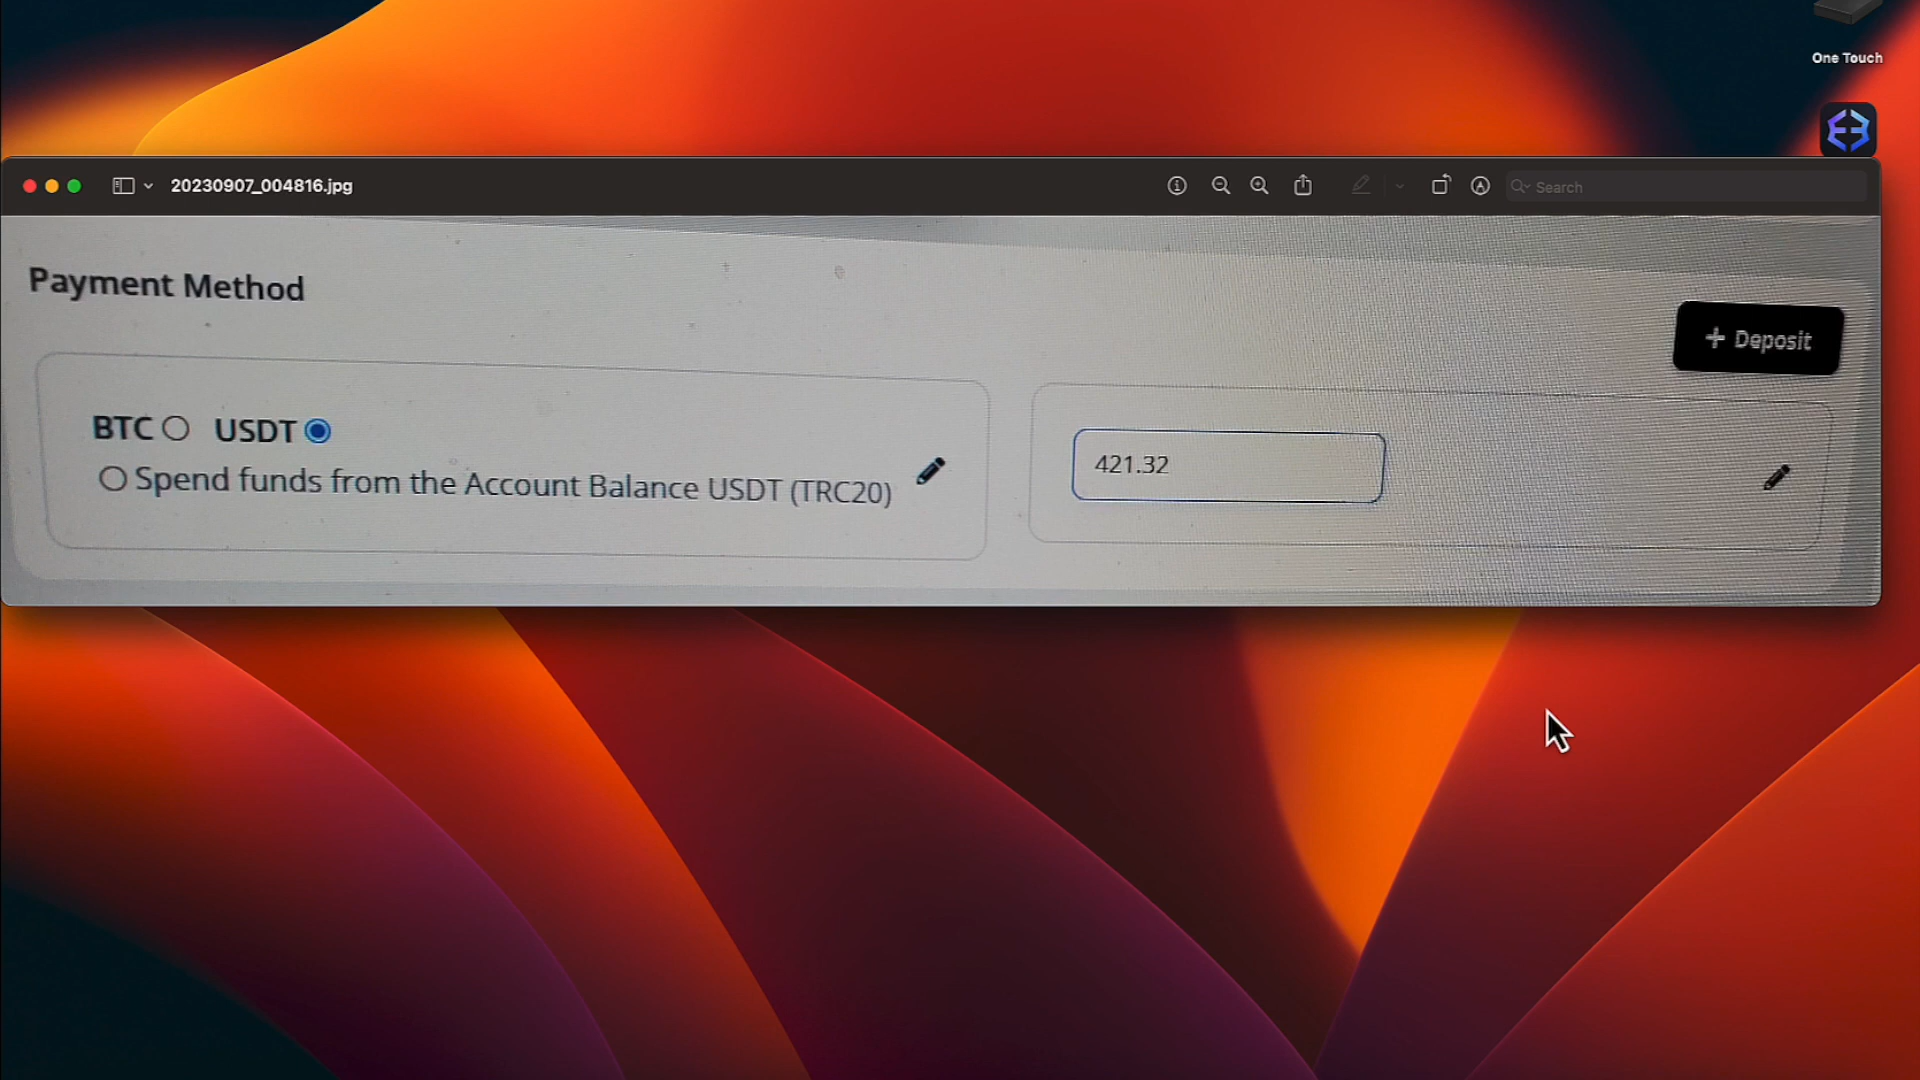 One Touch
20230907_004816.jpg
Search
Payment Method
+ Deposit
BTC USDT
Spend funds from the Account Balance USDT (TRC20)
421.32